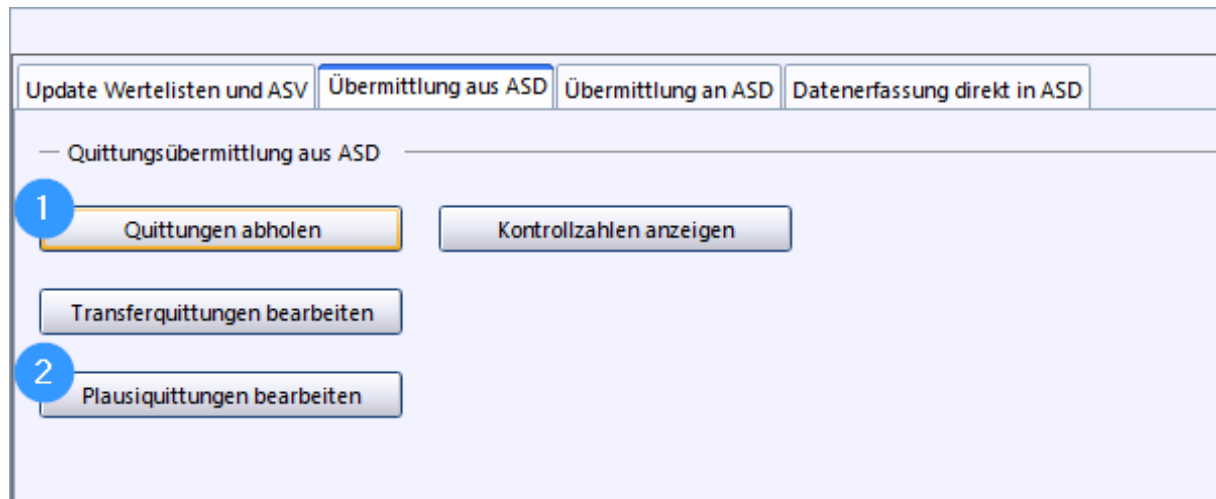 Update Wertelisten und ASV Übermittlung aus ASD Übermittlung an ASD Datenerfassung direkt in ASD
Quittungsübermittlung aus ASD
1
Quittungen abholen Kontrollzahlen anzeigen
Transferquittungen bearbeiten
2
Plausiquittungen bearbeiten